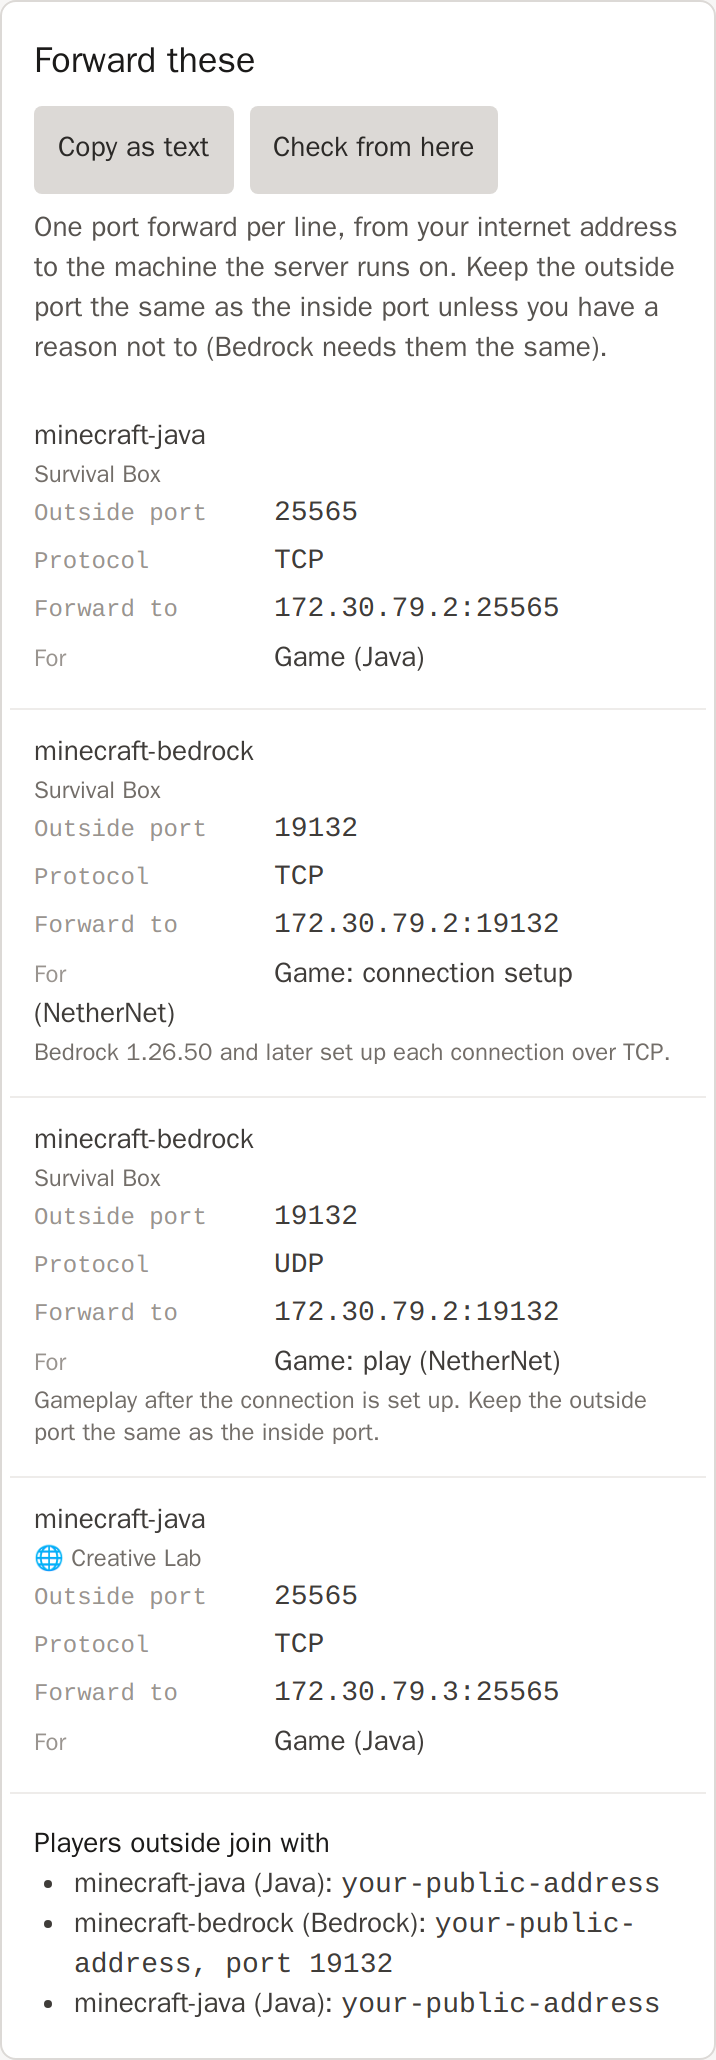 Forward these
Copy as text
Check from here
One port forward per line, from your internet address
to the machine the server runs on. Keep the outside
port the same as the inside port unless you have a
reason not to (Bedrock needs them the same).
minecraft-java
Survival Box
Outside port 25565
Protocol TCP
Forward to 172.30.79.2:25565
For Game (Java)
minecraft-bedrock
Survival Box
Outside port 19132
Protocol TCP
Forward to 172.30.79.2:19132
For Game: connection setup
(NetherNet)
Bedrock 1.26.50 and later set up each connection over TCP.
minecraft-bedrock
Survival Box
Outside port 19132
Protocol UDP
Forward to 172.30.79.2:19132
For Game: play (NetherNet)
Gameplay after the connection is set up. Keep the outside
port the same as the inside port.
minecraft-java
🌐 Creative Lab
Outside port 25565
Protocol TCP
Forward to 172.30.79.3:25565
For Game (Java)
Players outside join with
• minecraft-java (Java): your-public-address
• minecraft-bedrock (Bedrock): your-public-
address, port 19132
• minecraft-java (Java): your-public-address